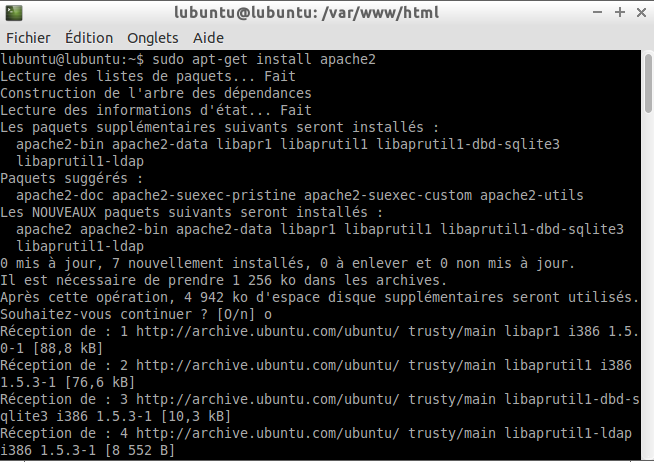 lubuntu@lubuntu: /var/www/html
Fichier Édition Onglets Aide
lubuntu@lubuntu:~$ sudo apt-get install apache2
Lecture des listes de paquets... Fait
Construction de l'arbre des dépendances
Lecture des informations d'état... Fait
Les paquets supplémentaires suivants seront installés :
  apache2-bin apache2-data libapr1 libaprutil1 libaprutil1-dbd-sqlite3
  libaprutil1-ldap
Paquets suggérés :
  apache2-doc apache2-suexec-pristine apache2-suexec-custom apache2-utils
Les NOUVEAUX paquets suivants seront installés :
  apache2 apache2-bin apache2-data libapr1 libaprutil1 libaprutil1-dbd-sqlite3
  libaprutil1-ldap
0 mis à jour, 7 nouvellement installés, 0 à enlever et 0 non mis à jour.
Il est nécessaire de prendre 1 256 ko dans les archives.
Après cette opération, 4 942 ko d'espace disque supplémentaires seront utilisés.
Souhaitez-vous continuer ? [O/n] o
Réception de : 1 http://archive.ubuntu.com/ubuntu/ trusty/main libapr1 i386 1.5.
0-1 [88,8 kB]
Réception de : 2 http://archive.ubuntu.com/ubuntu/ trusty/main libaprutil1 i386
1.5.3-1 [76,6 kB]
Réception de : 3 http://archive.ubuntu.com/ubuntu/ trusty/main libaprutil1-dbd-s
qlite3 i386 1.5.3-1 [10,3 kB]
Réception de : 4 http://archive.ubuntu.com/ubuntu/ trusty/main libaprutil1-ldap
i386 1.5.3-1 [8 552 B]